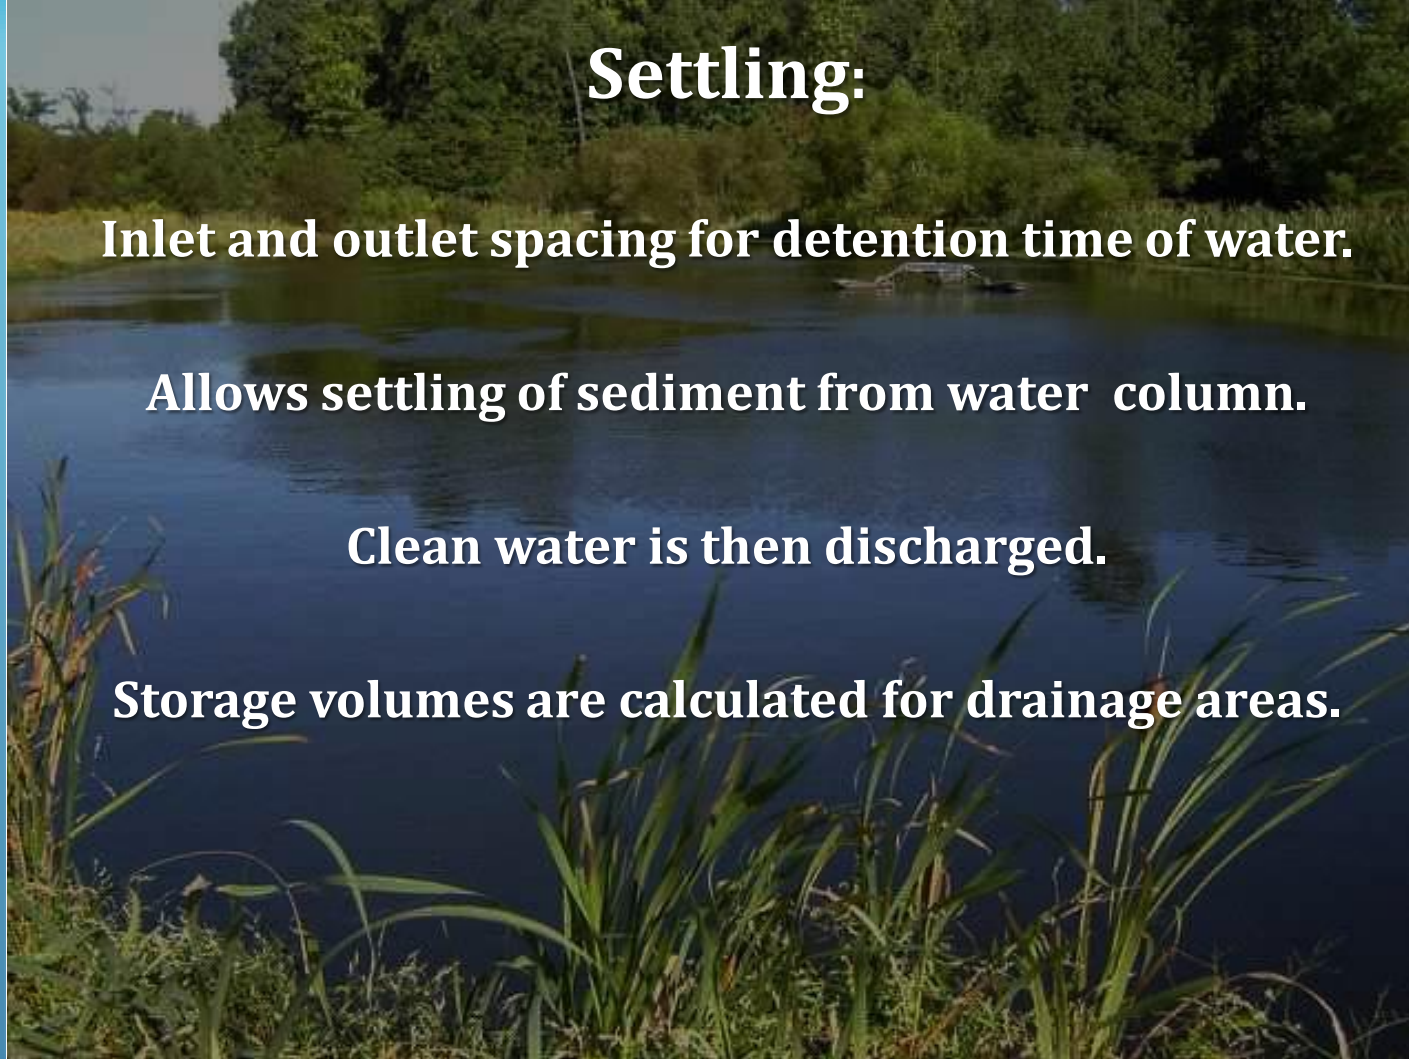 Settling:
Inlet and outlet spacing for detention time of water.
Allows settling of sediment from water  column.
Clean water is then discharged.
Storage volumes are calculated for drainage areas.